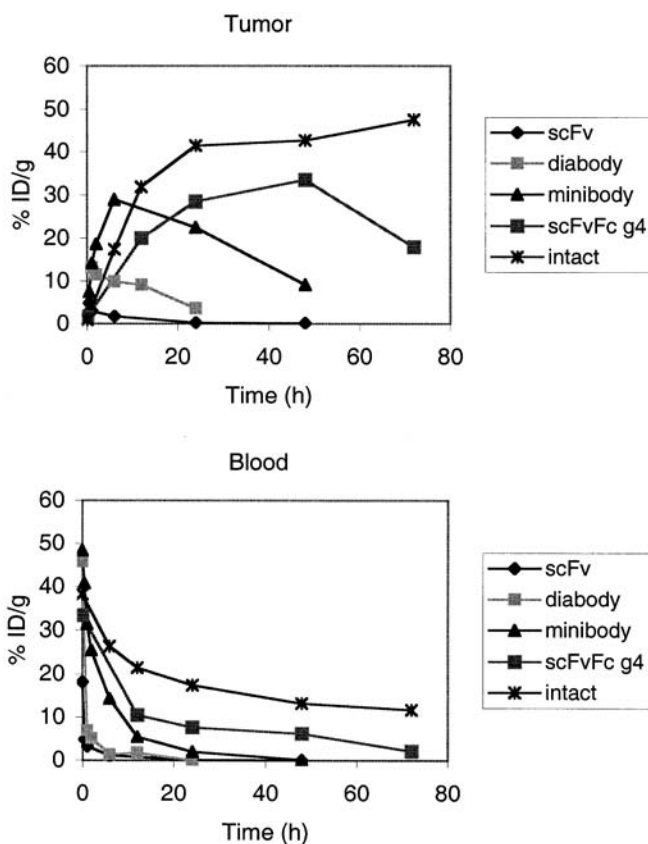 Tumor
60
50
40
30
20
10
0
% ID/g
0 20 40 60 80
Time (h)
scFv
diabody
minibody
scFvFc g4
intact
Blood
60
50
40
30
20
10
0
% ID/g
0 20 40 60 80
Time (h)
scFv
diabody
minibody
scFvFc g4
intact